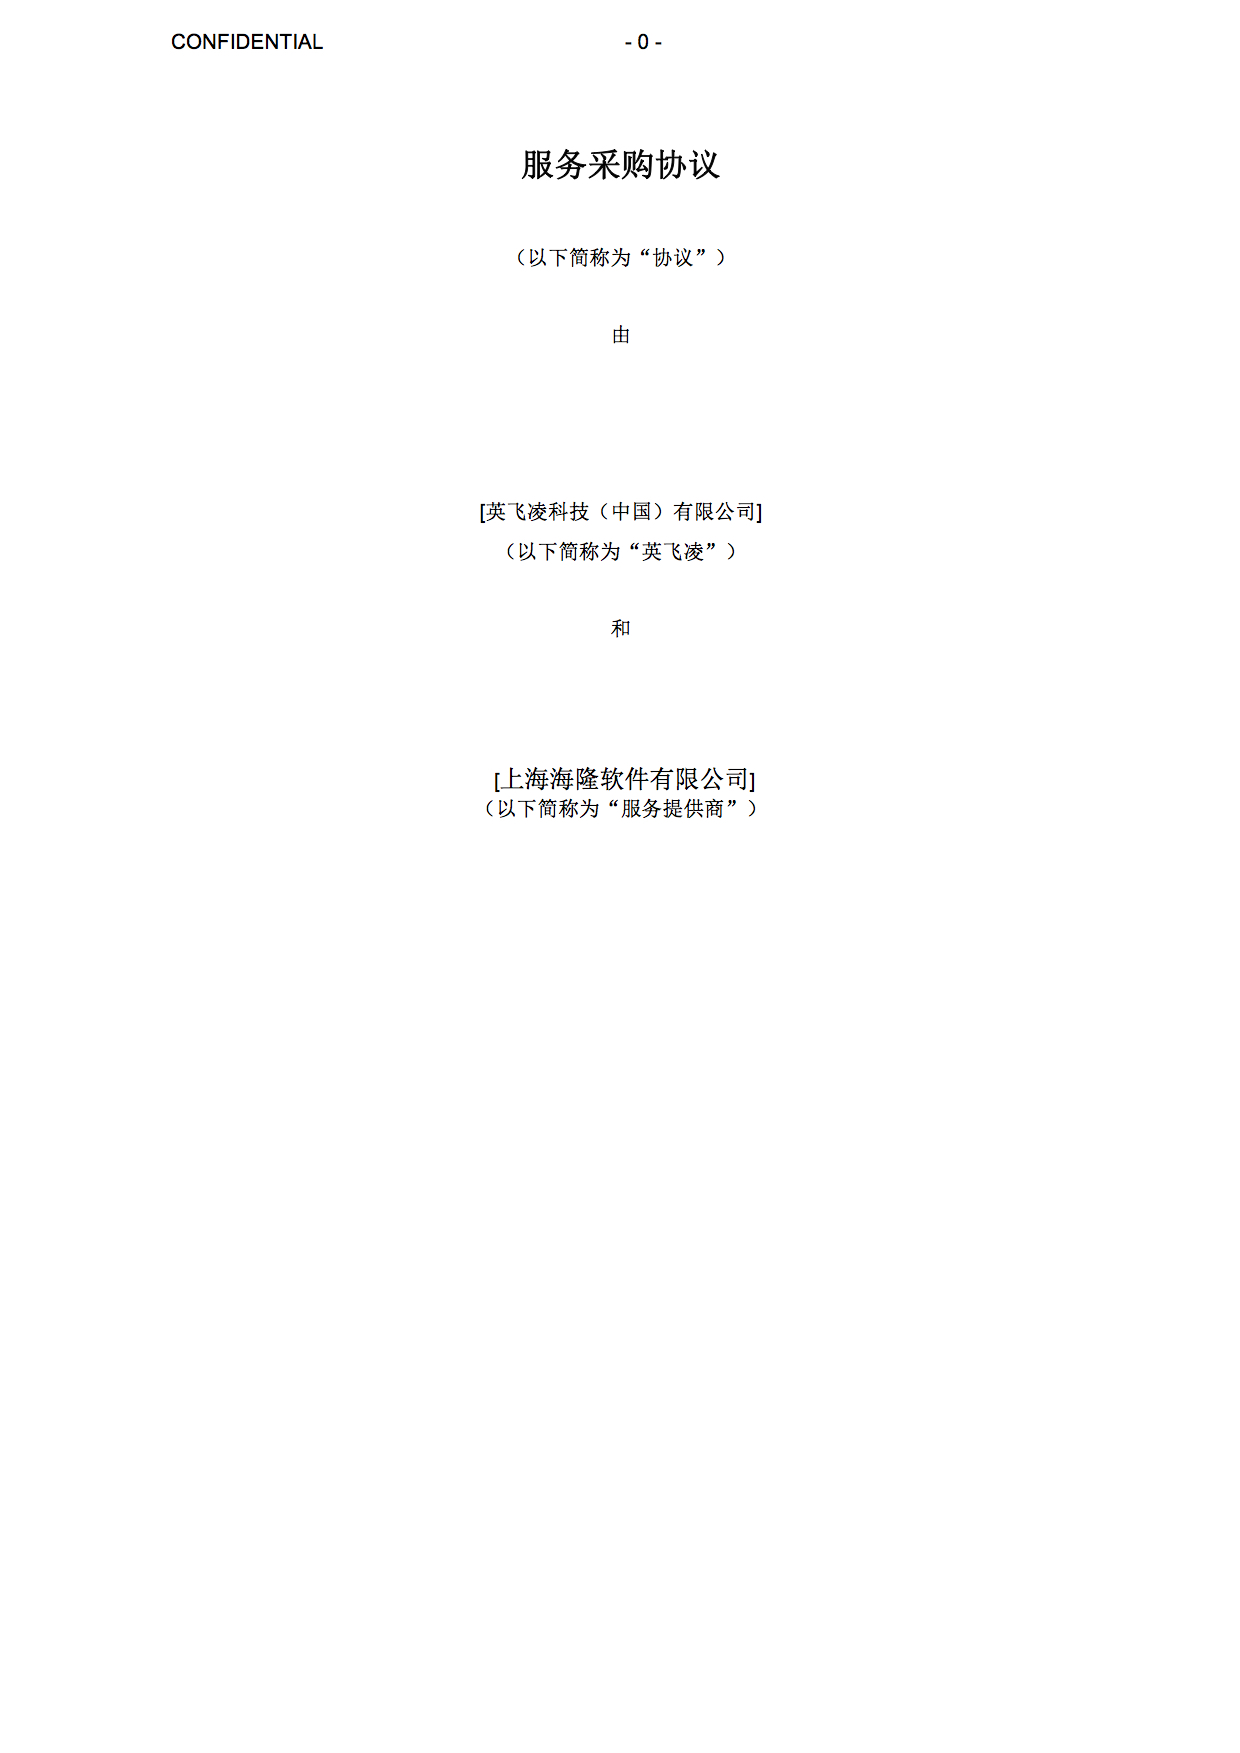 CONFIDENTIAL - 0 -
服务采购协议
（以下简称为“协议”）
由
[英飞凌科技（中国）有限公司]
（以下简称为“英飞凌”）
和
[上海海隆软件有限公司]
（以下简称为“服务提供商”）